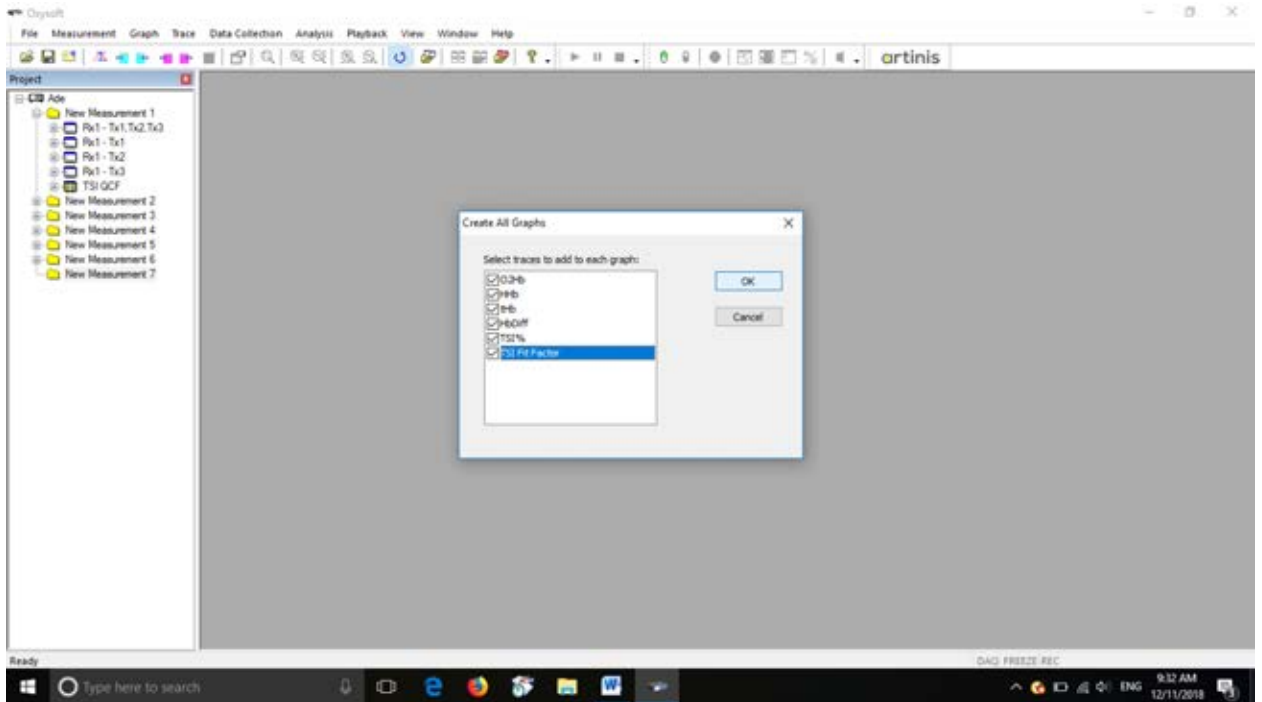 Oxysoft
File Measurement Graph Trace Data Collection Analysis Playback View Window Help
artinis
Project
Ade
New Measurement 1
Rx1 - Tx1,Tx2,Tx3
Rx1 - Tx1
Rx1 - Tx2
Rx1 - Tx3
TSI QCF
New Measurement 2
New Measurement 3
New Measurement 4
New Measurement 5
New Measurement 6
New Measurement 7
Create All Graphs
Select traces to add to each graph:
O2Hb
HHb
tHb
HbDiff
TSI%
TSI Fit Factor
OK
Cancel
Ready
DAQ FREEZE REC
Type here to search
ENG
9:32 AM
12/11/2018